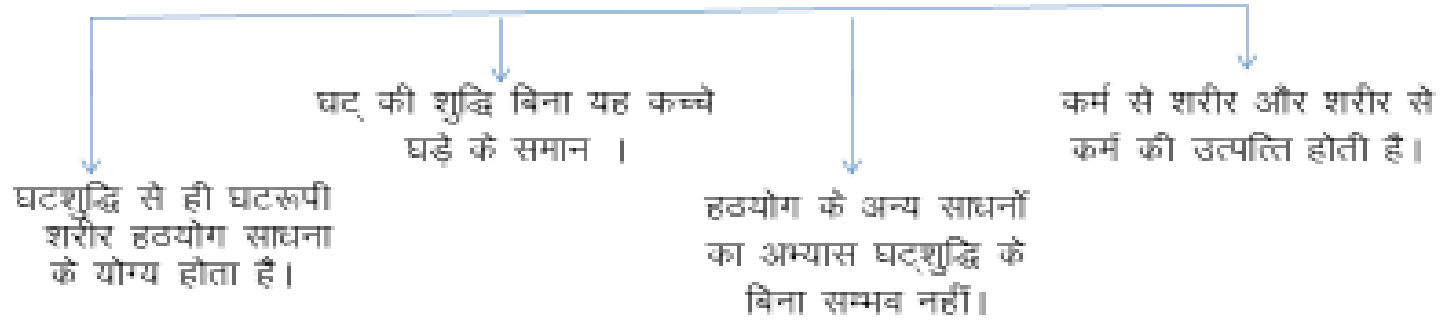 घटशुद्धि से ही घटरूपी
शरीर हठयोग साधना
के योग्य होता है।
घट् की शुद्धि बिना यह कच्चे
घड़े के समान ।
हठयोग के अन्य साधनों
का अभ्यास घट्शुद्धि के
बिना सम्भव नहीं।
कर्म से शरीर और शरीर से
कर्म की उत्पत्ति होती है।